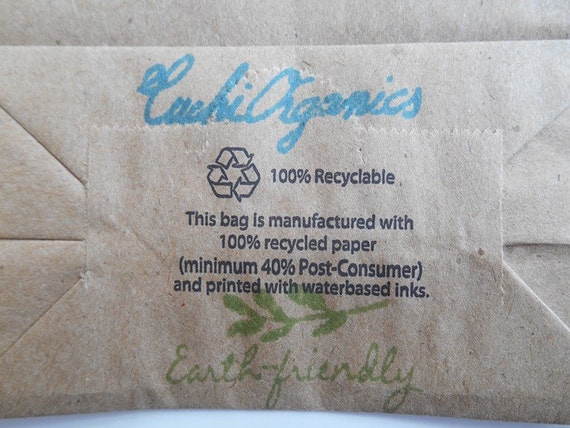 CuchiOrganics
100% Recyclable
This bag is manufactured with
100% recycled paper
(minimum 40% Post-Consumer)
and printed with waterbased inks.
Earth-friendly